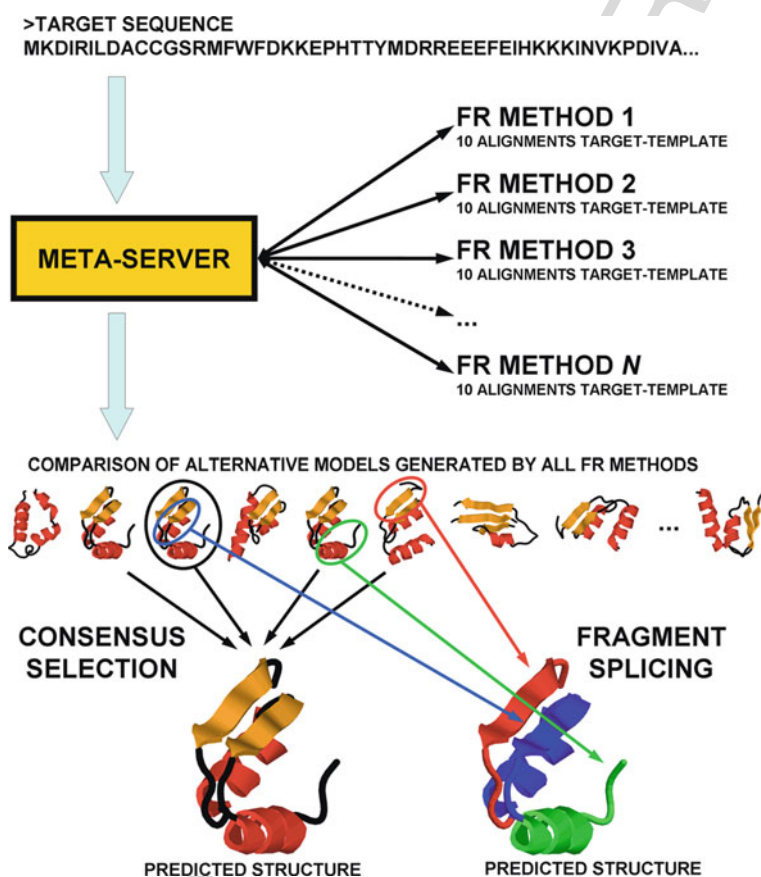 >TARGET SEQUENCE
MKDIRILDACCGSRMFWFDKKEPHTTYMDRREEEFEIHKKKINVKPDIVA...
FR METHOD 1
10 ALIGNMENTS TARGET-TEMPLATE
FR METHOD 2
10 ALIGNMENTS TARGET-TEMPLATE
META-SERVER
FR METHOD 3
10 ALIGNMENTS TARGET-TEMPLATE
...
FR METHOD N
10 ALIGNMENTS TARGET-TEMPLATE
COMPARISON OF ALTERNATIVE MODELS GENERATED BY ALL FR METHODS
...
CONSENSUS
SELECTION
FRAGMENT
SPLICING
PREDICTED STRUCTURE
PREDICTED STRUCTURE